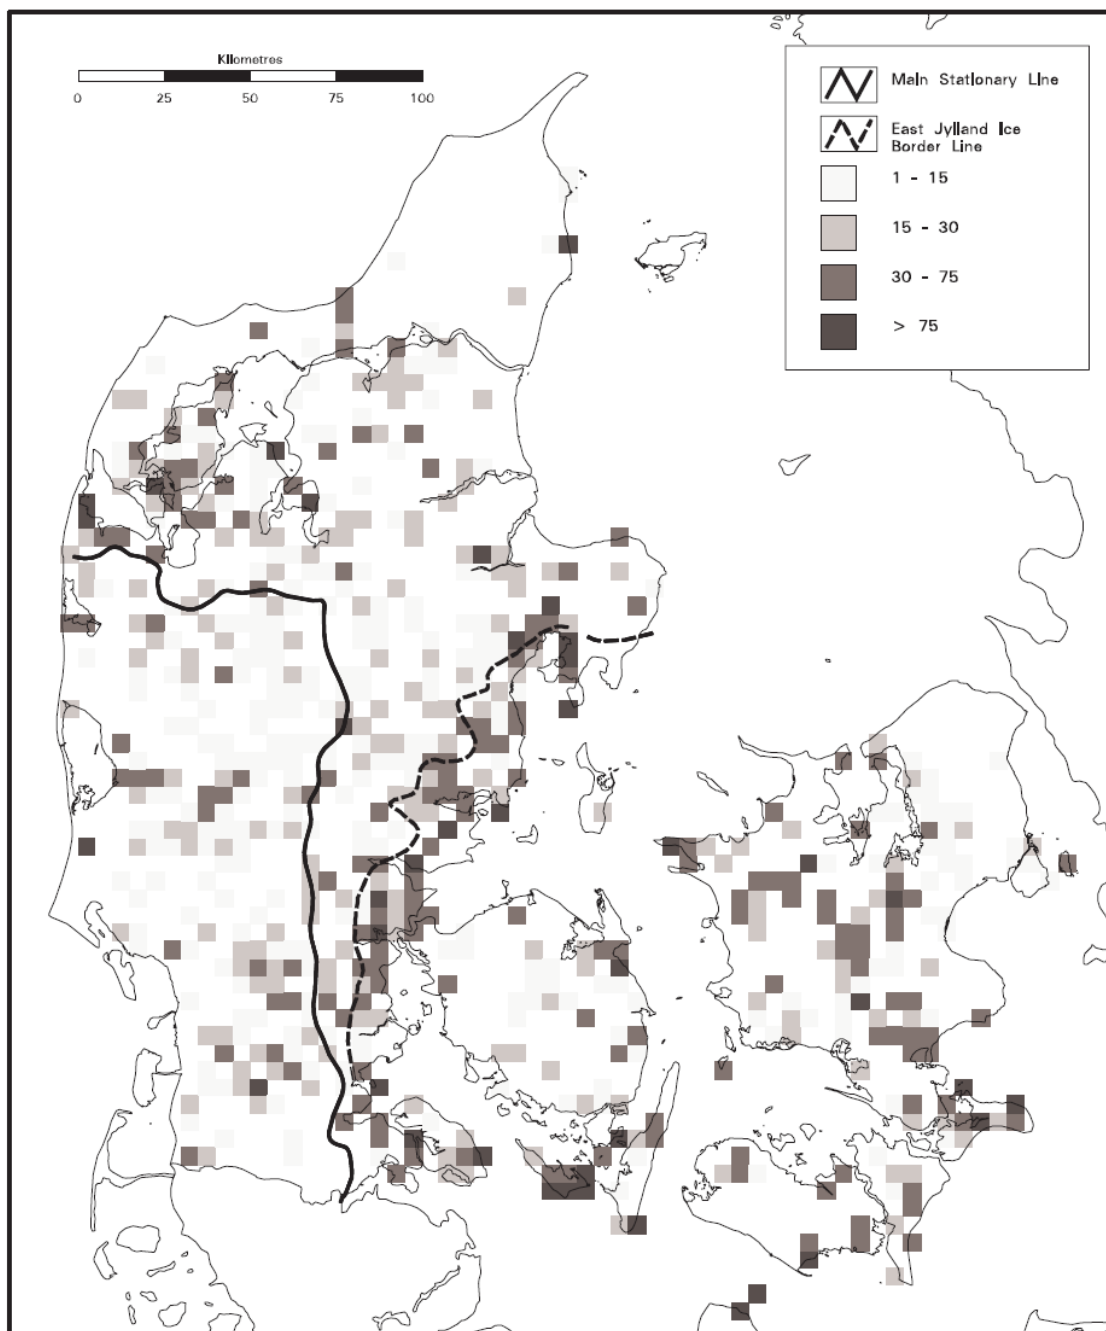 Kilometres
0 25 50 75 100
Main Stationary Line
East Jylland Ice
Border Line
1 - 15
15 - 30
30 - 75
> 75